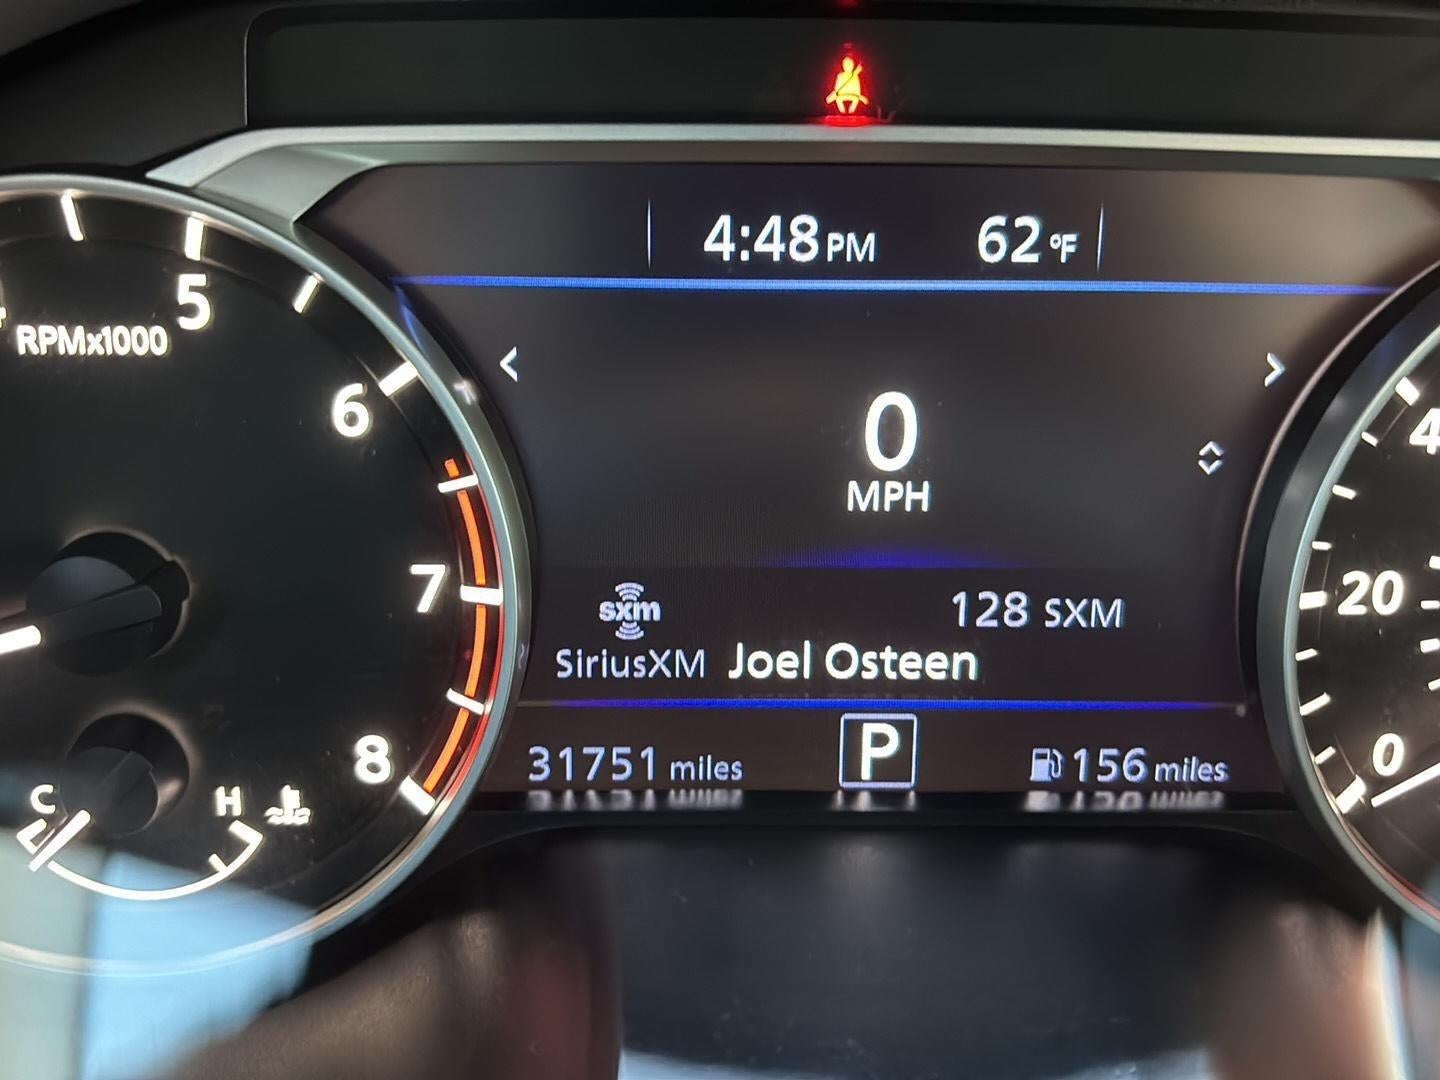 4:48 PM 62 °F
5
RPMx1000
6
7
8
C H
< >
0
MPH
sxm
128 SXM
SiriusXM Joel Osteen
31751 miles P 156 miles
4
20
0